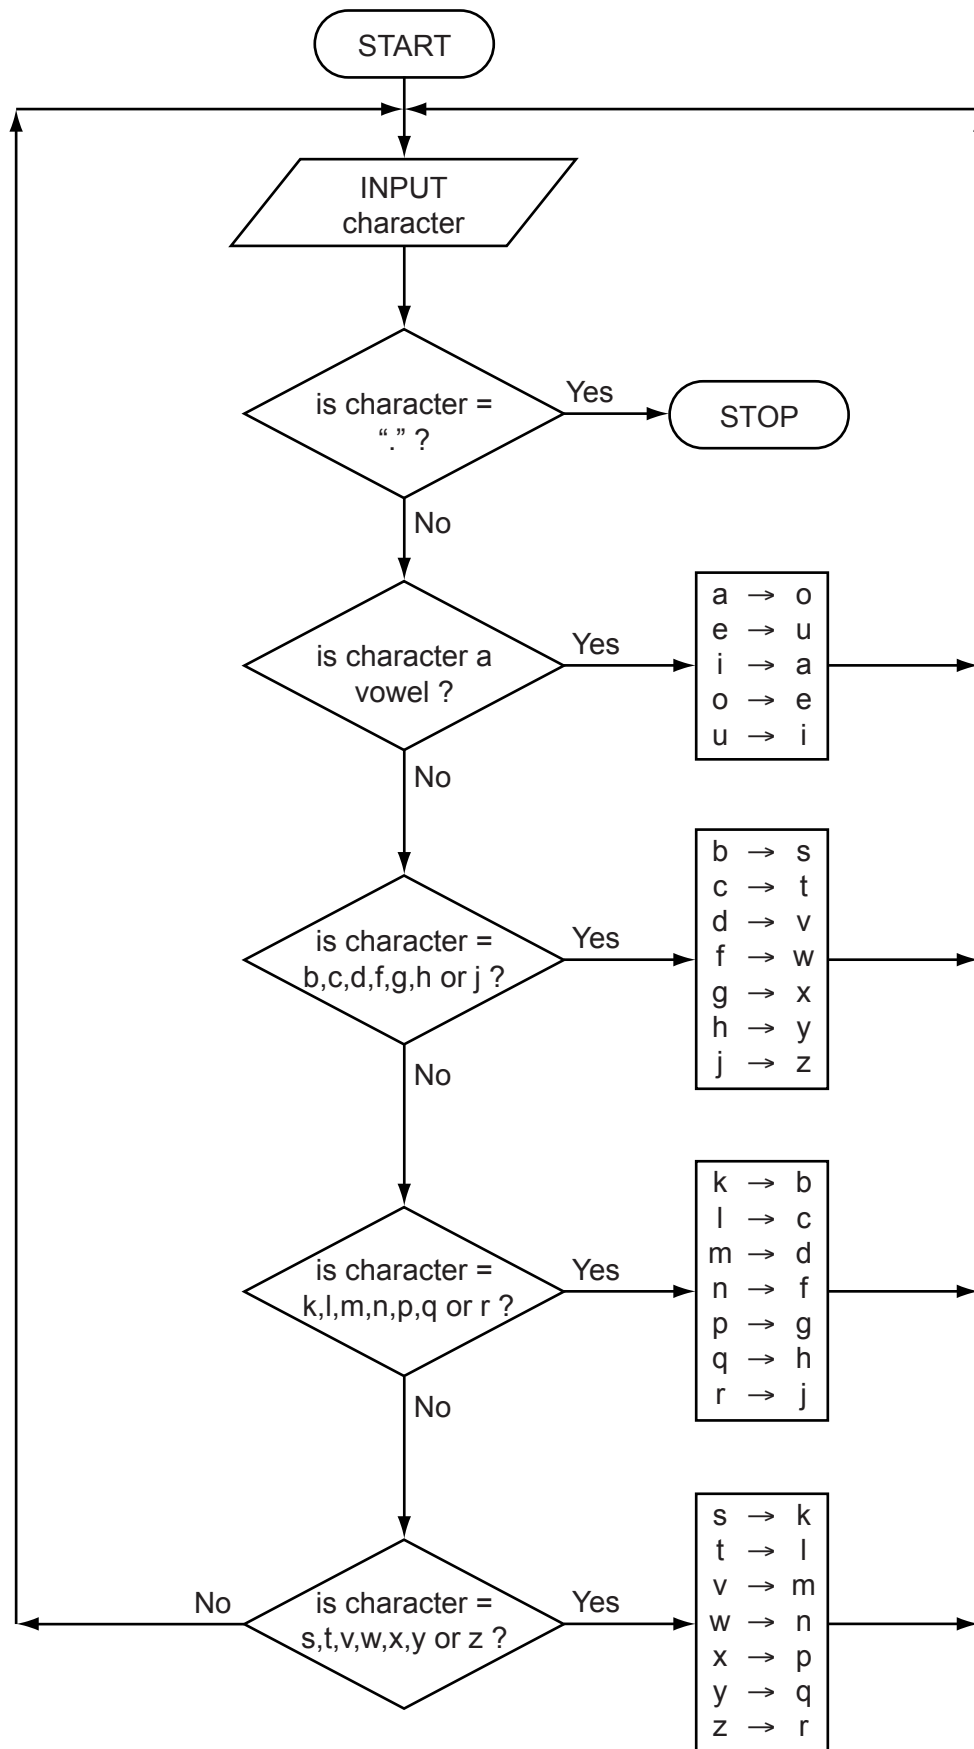 START
INPUT
character
is character =
“.” ?
Yes
STOP
No
is character a
vowel ?
Yes
a → o
e → u
i → a
o → e
u → i
No
is character =
b,c,d,f,g,h or j ?
Yes
b → s
c → t
d → v
f → w
g → x
h → y
j → z
No
is character =
k,l,m,n,p,q or r ?
Yes
k → b
l → c
m → d
n → f
p → g
q → h
r → j
No
is character =
s,t,v,w,x,y or z ?
No
Yes
s → k
t → l
v → m
w → n
x → p
y → q
z → r